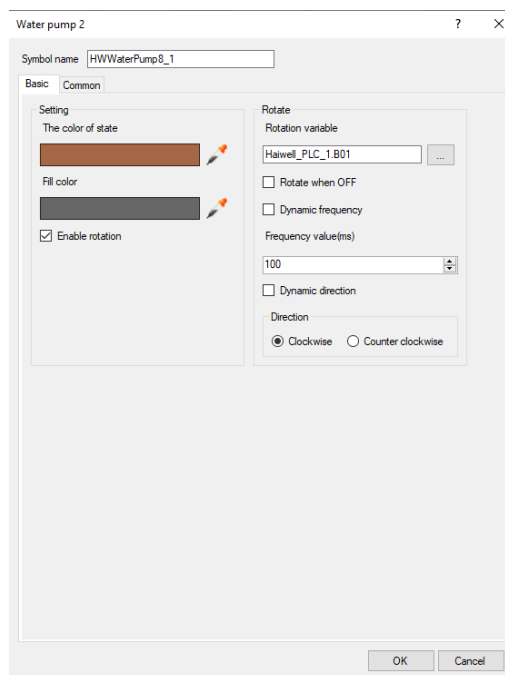 Water pump 2 ?
Symbol name HWWaterPump8_1
Basic Common
Setting
The color of state
Fill color
Enable rotation
Rotate
Rotation variable
Haiwell_PLC_1.B01 ...
Rotate when OFF
Dynamic frequency
Frequency value(ms)
100
Dynamic direction
Direction
Clockwise Counter clockwise
OK Cancel